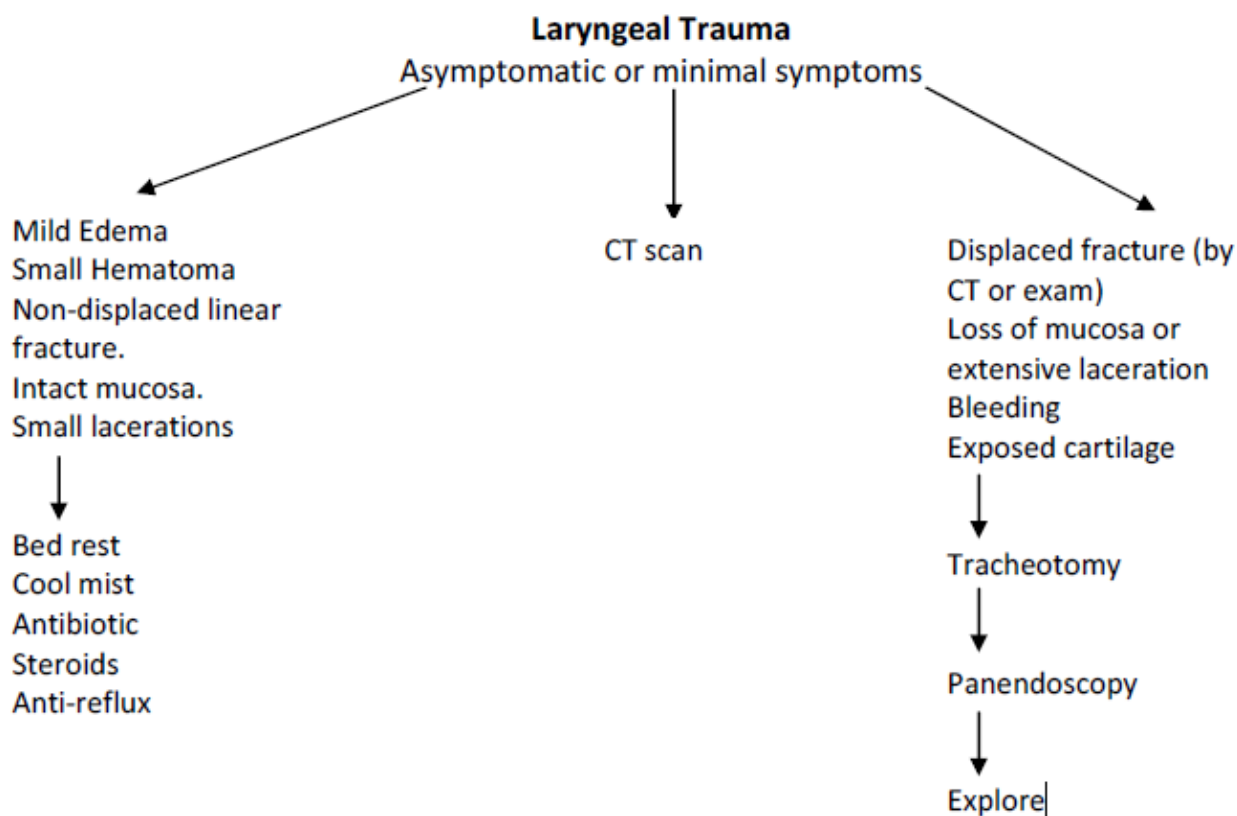 Laryngeal Trauma
Asymptomatic or minimal symptoms
Mild Edema
Small Hematoma
Non-displaced linear
fracture.
Intact mucosa.
Small lacerations
Bed rest
Cool mist
Antibiotic
Steroids
Anti-reflux
CT scan
Displaced fracture (by
CT or exam)
Loss of mucosa or
extensive laceration
Bleeding
Exposed cartilage
Tracheotomy
Panendoscopy
Explore